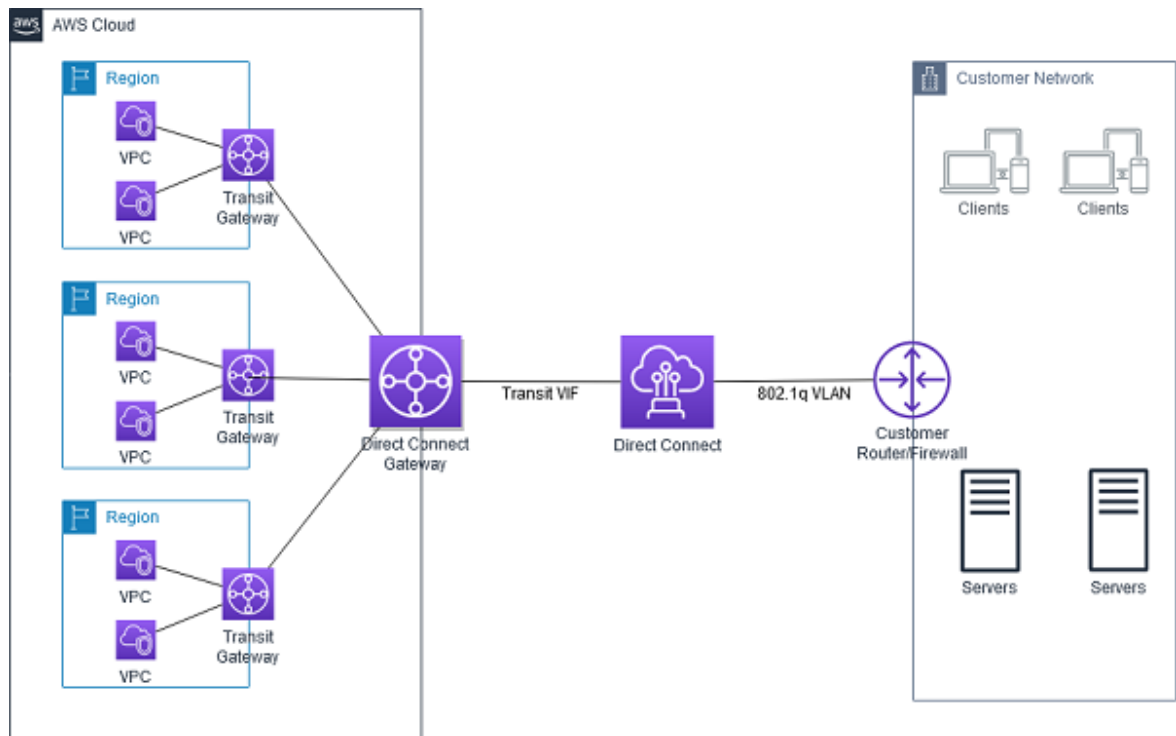 aws
AWS Cloud
Region
VPC
VPC
Transit
Gateway
Region
VPC
VPC
Transit
Gateway
Region
VPC
VPC
Transit
Gateway
Direct Connect
Gateway
Transit VIF
Direct Connect
802.1q VLAN
Customer
Router/Firewall
Customer Network
Clients
Clients
Servers
Servers